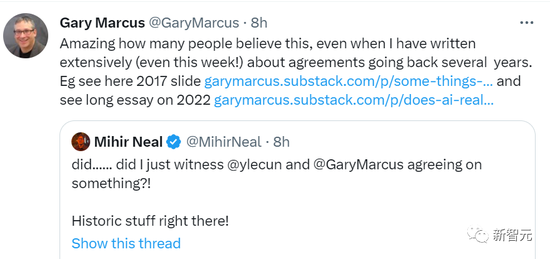 Gary Marcus @GaryMarcus · 8h
Amazing how many people believe this, even when I have written
extensively (even this week!) about agreements going back several years.
Eg see here 2017 slide garymarcus.substack.com/p/some-things-... and
see long essay on 2022 garymarcus.substack.com/p/does-ai-real...
Mihir Neal @MihirNeal · 8h
did...... did I just witness @ylecun and @GaryMarcus agreeing on
something?!
Historic stuff right there!
Show this thread
新智元